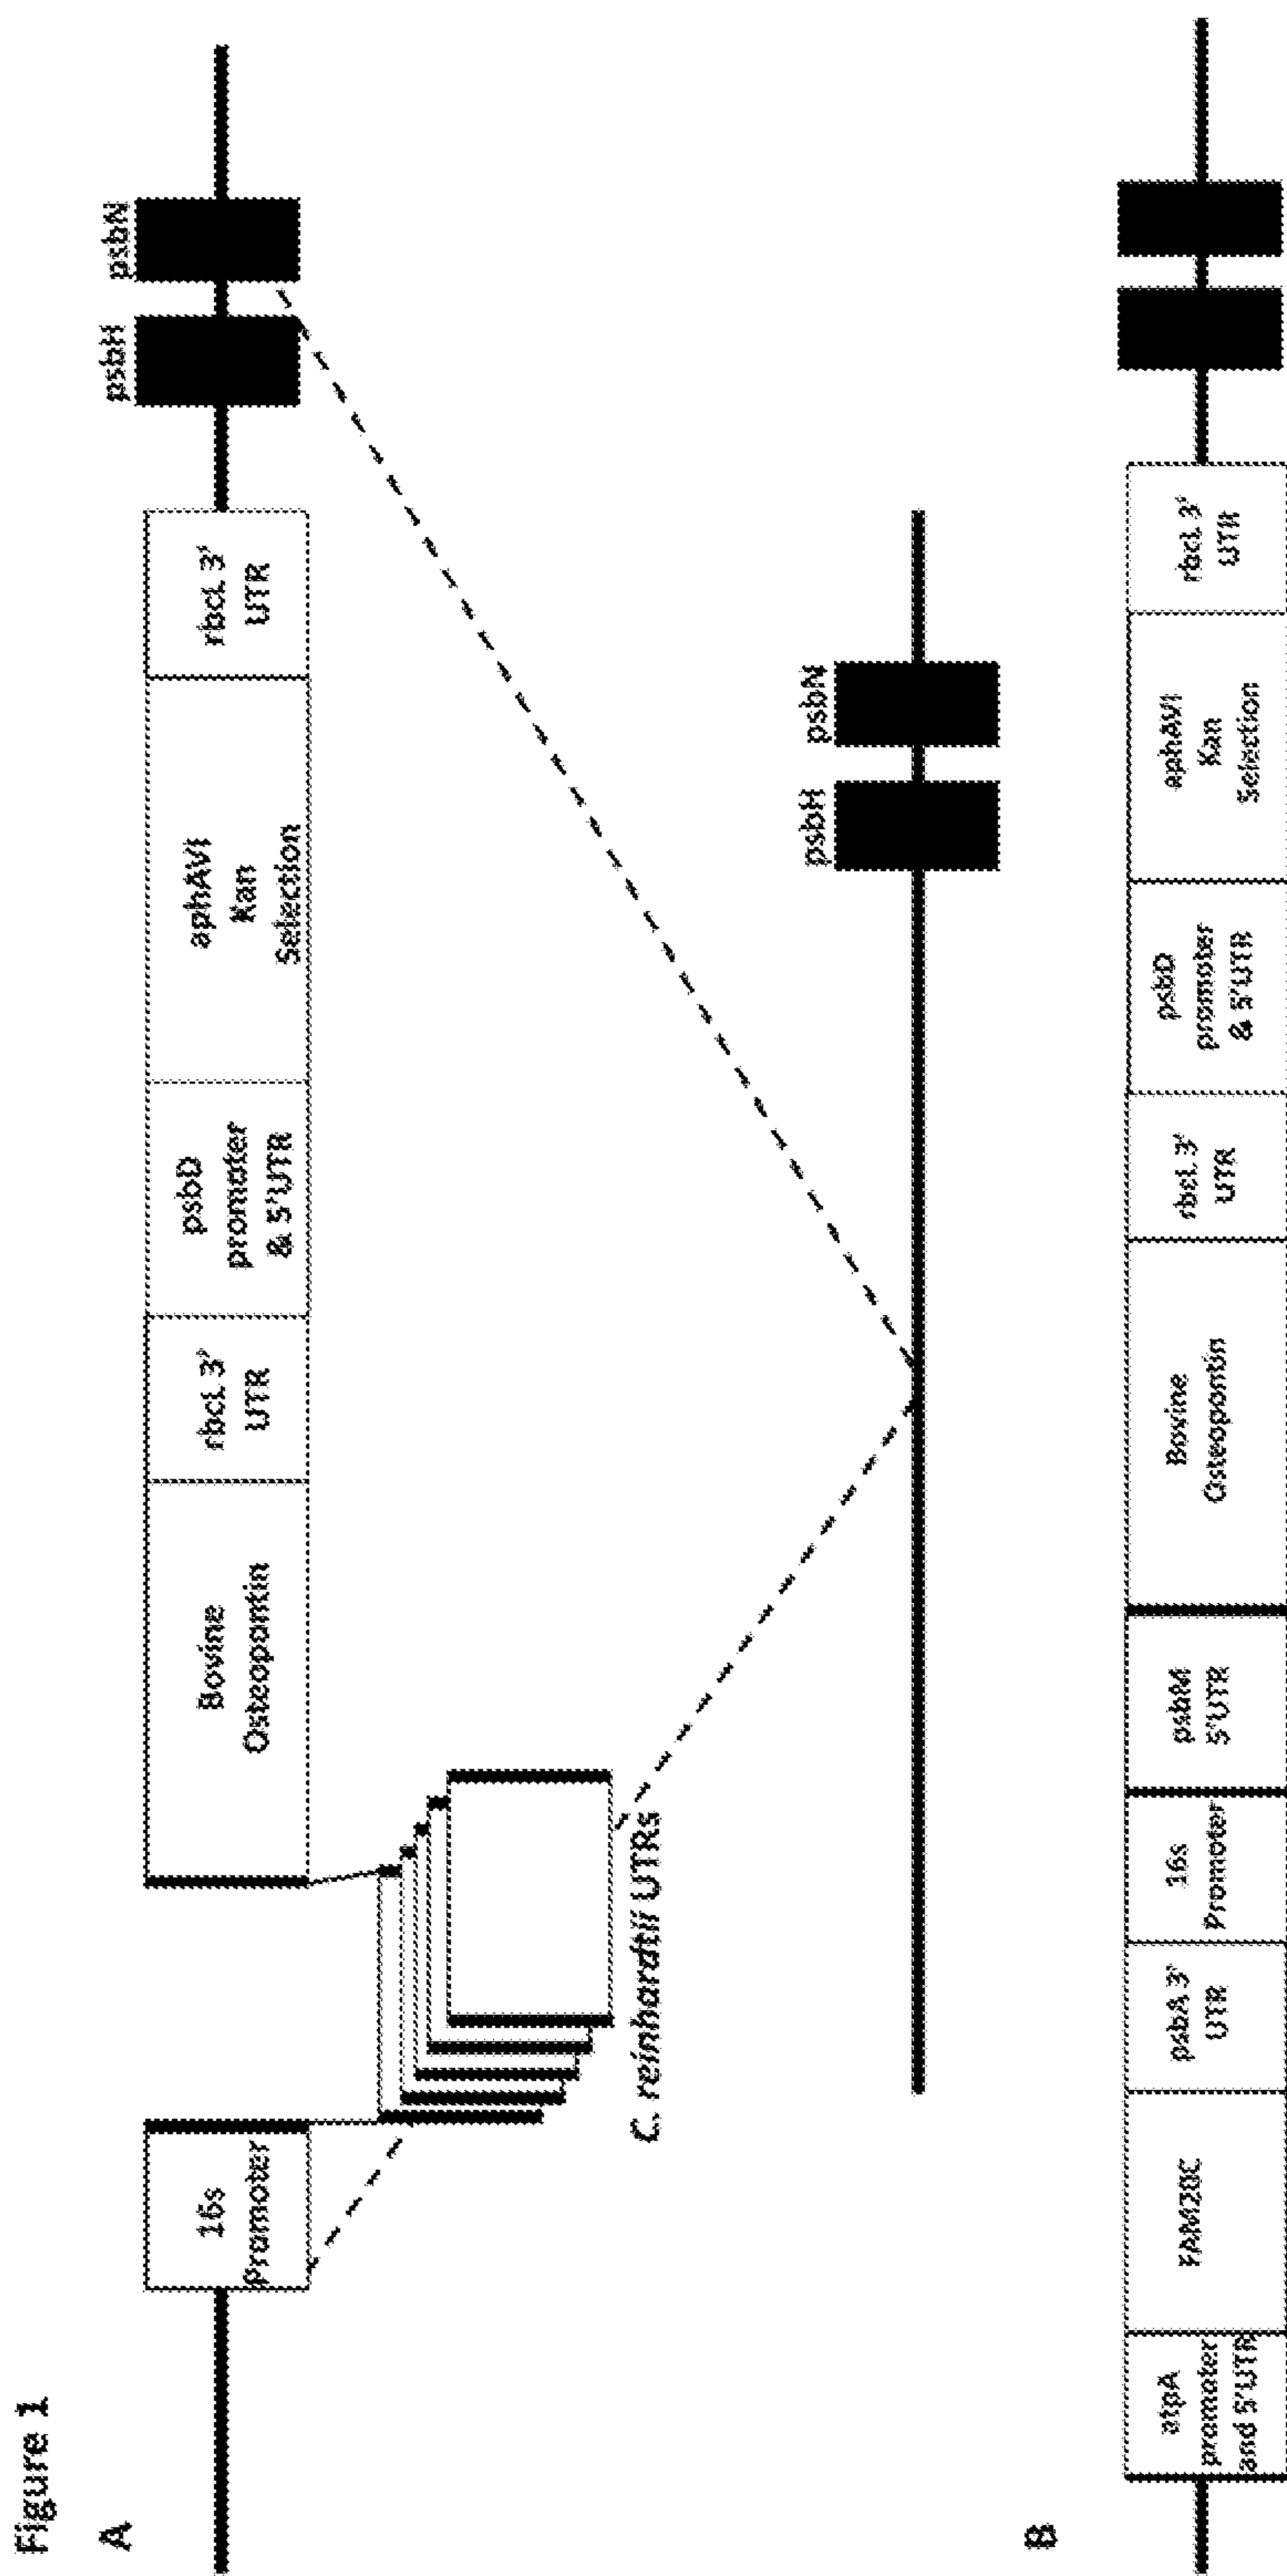 Figure 1
A
16s
Promoter
C. reinhardtii UTRs
Bovine
Osteopontin
rbcL 3'
UTR
psbD
promoter
& 5'UTR
aphAVI
Kan
Selection
rbcL 3'
UTR
psbH
psbN
psbH
psbN
B
atpA
promoter
and 5'UTR
FAM20C
psbA 3'
UTR
16s
Promoter
psbM
5'UTR
Bovine
Osteopontin
rbcL 3'
UTR
psbD
promoter
& 5'UTR
aphAVI
Kan
Selection
rbcL 3'
UTR